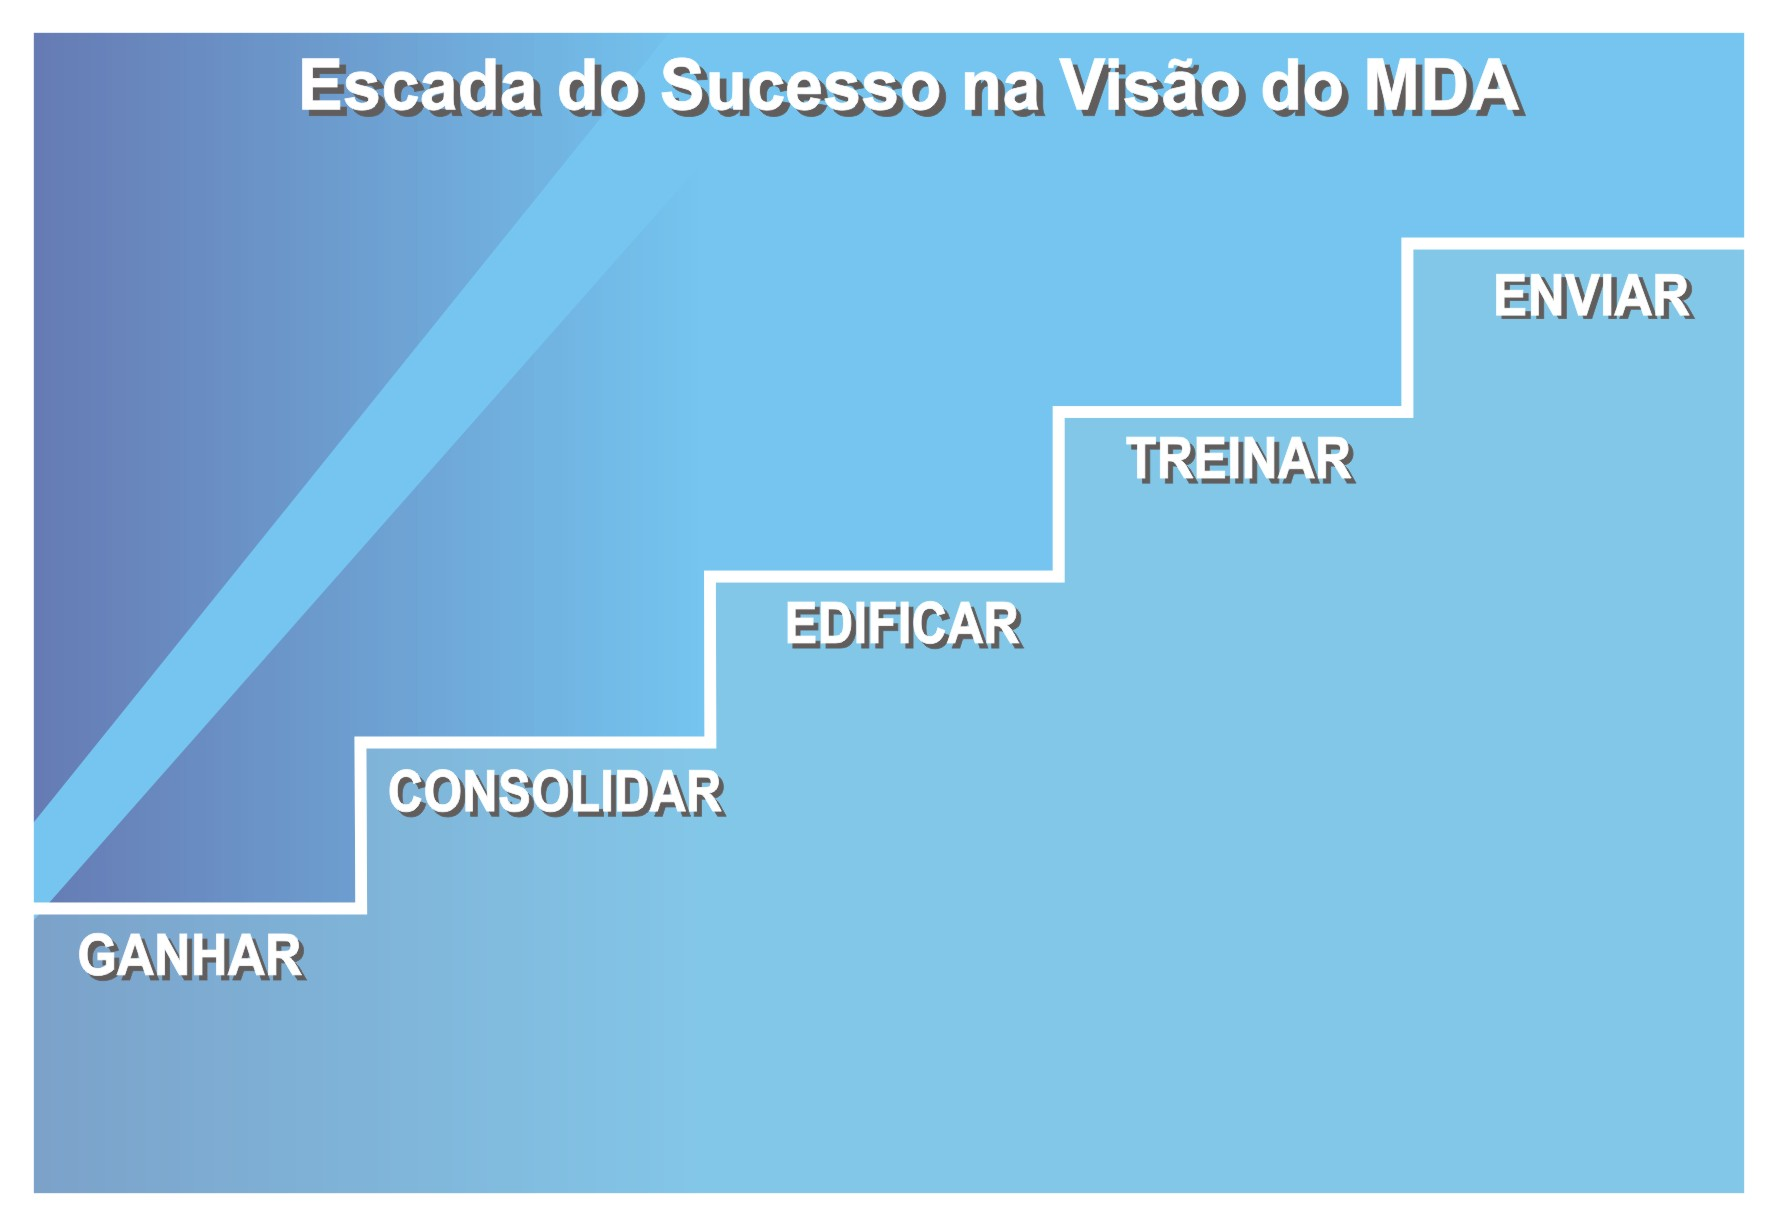 Escada do Sucesso na Visão do MDA
ENVIAR
TREINAR
EDIFICAR
CONSOLIDAR
GANHAR